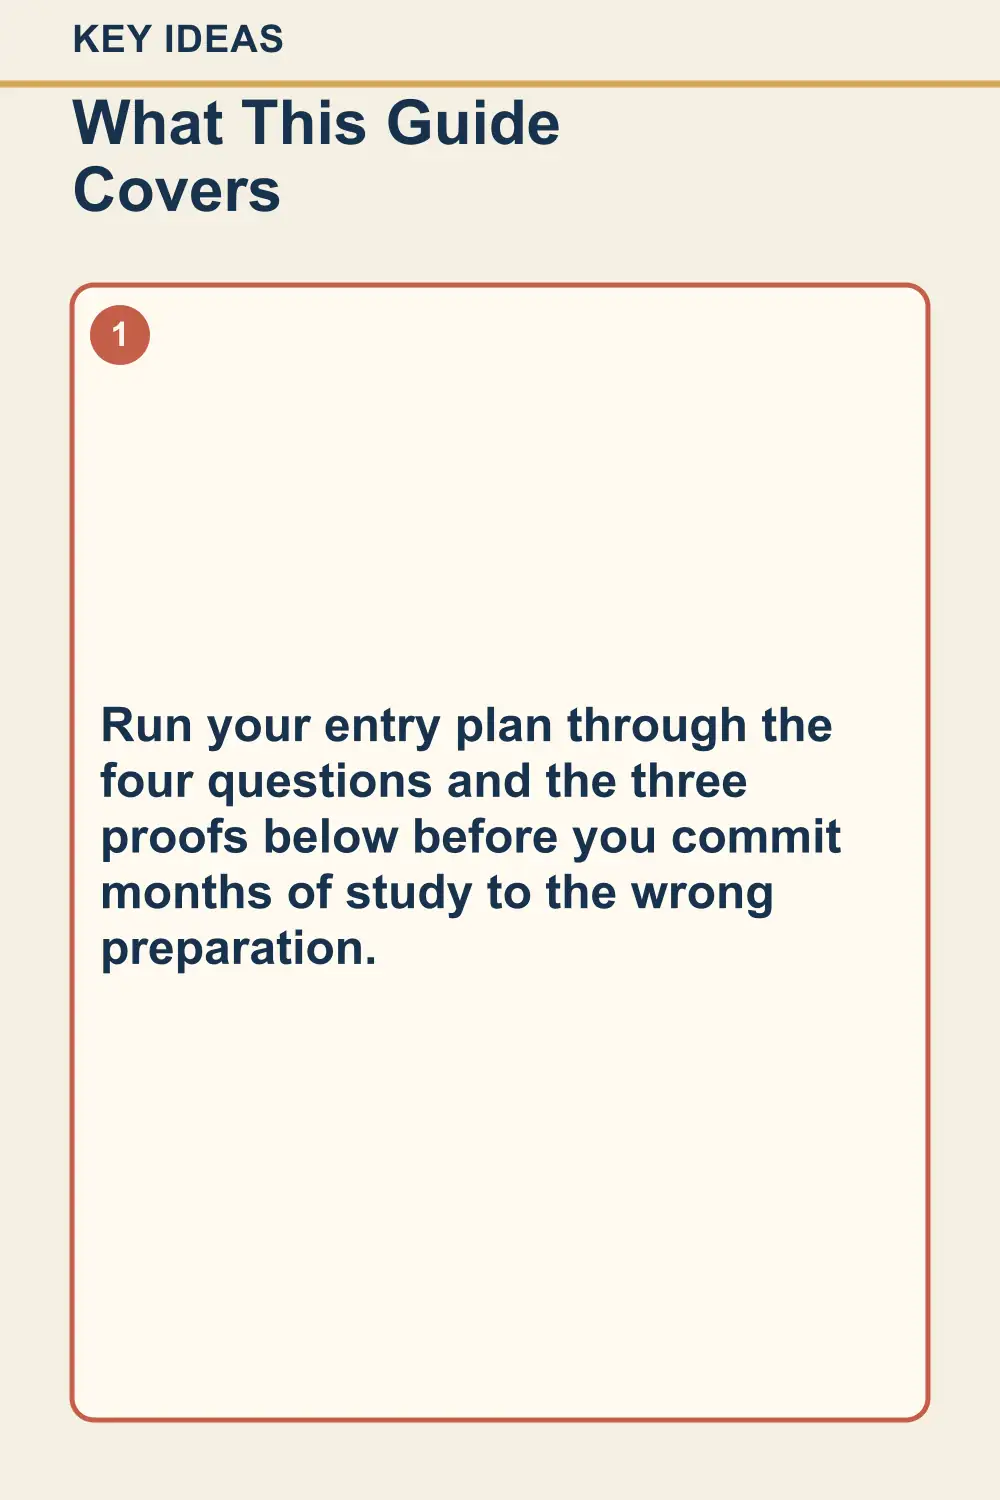 KEY IDEAS
What This Guide
Covers
1
Run your entry plan through the
four questions and the three
proofs below before you commit
months of study to the wrong
preparation.